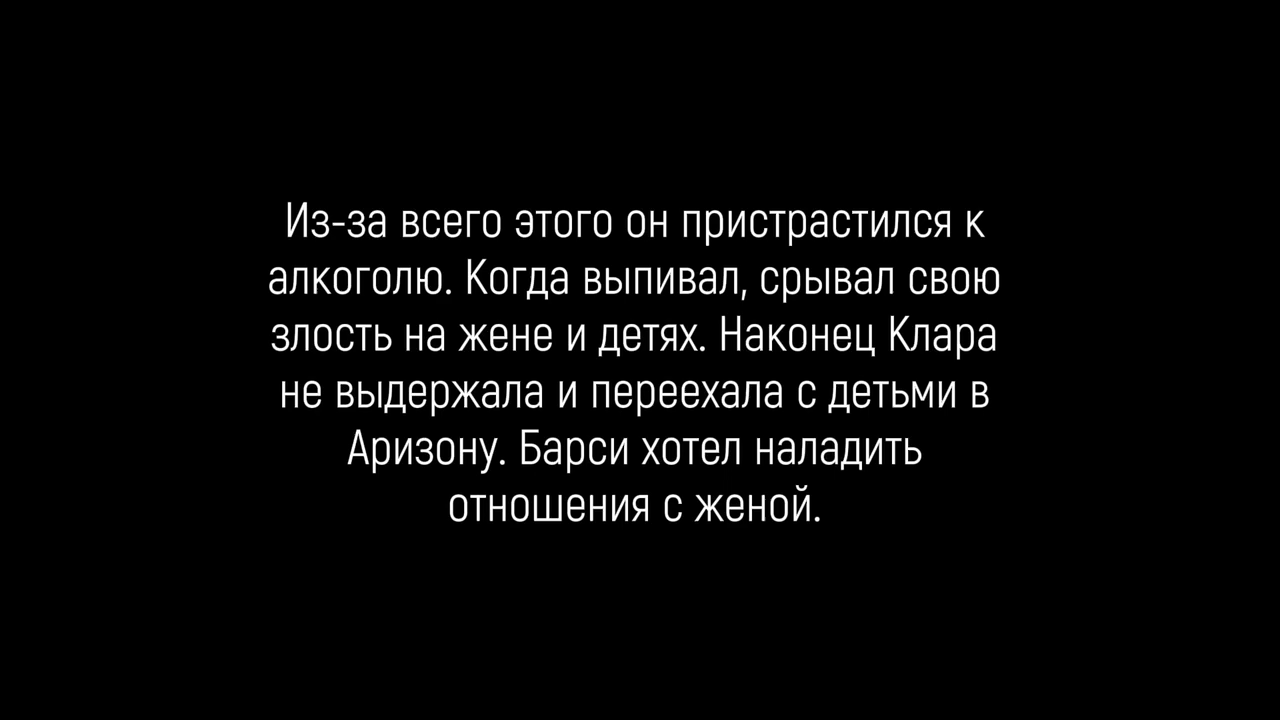 Из-за всего этого он пристрастился к
алкоголю. Когда выпивал, срывал свою
злость на жене и детях. Наконец Клара
не выдержала и переехала с детьми в
Аризону. Барси хотел наладить
отношения с женой.